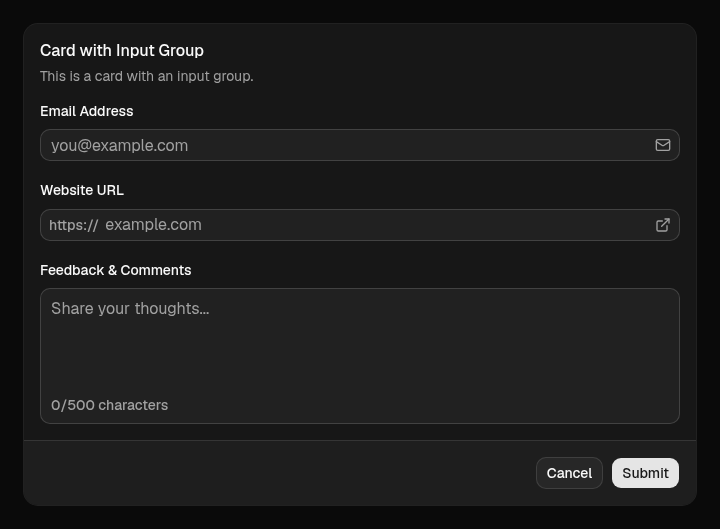 Card with Input Group
This is a card with an input group.
Email Address
you@example.com
Website URL
https:// example.com
Feedback & Comments
Share your thoughts...
0/500 characters
Cancel Submit